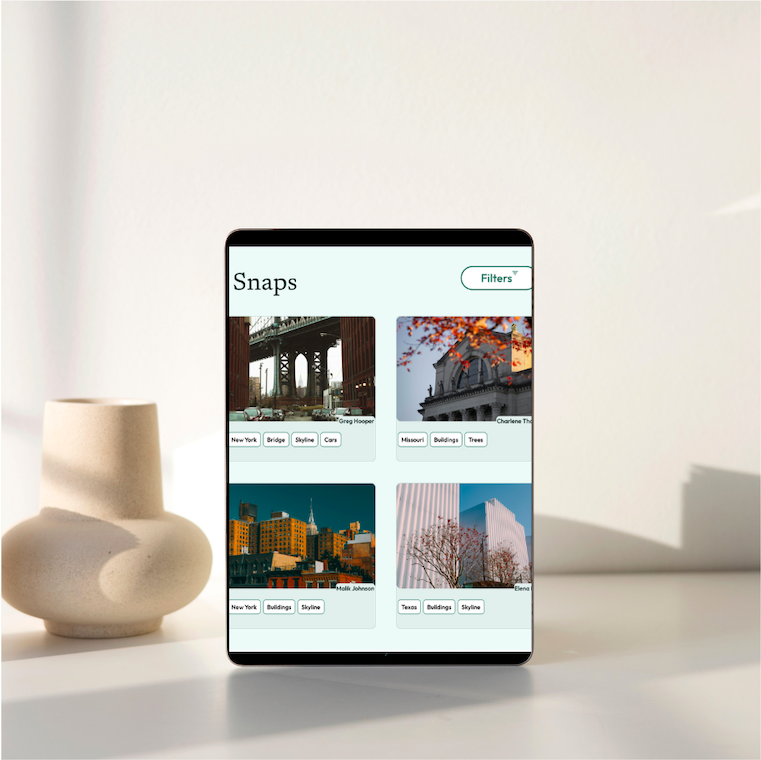 Snaps
Filters
Greg Hooper
New York Bridge Skyline Cars
Charlene
Missouri Buildings Trees
Malik Johnson
New York Buildings Skyline
Elena
Texas Buildings Skyline